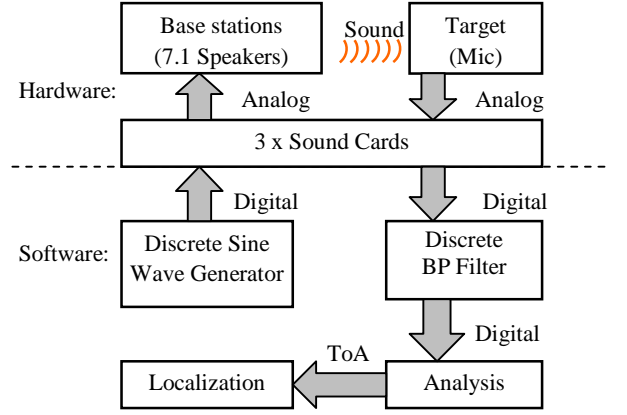 Base stations
(7.1 Speakers)
Sound
Target
(Mic)
Hardware:
Analog
Analog
3 x Sound Cards
Digital
Digital
Software:
Discrete Sine
Wave Generator
Discrete
BP Filter
Digital
ToA
Localization
Analysis